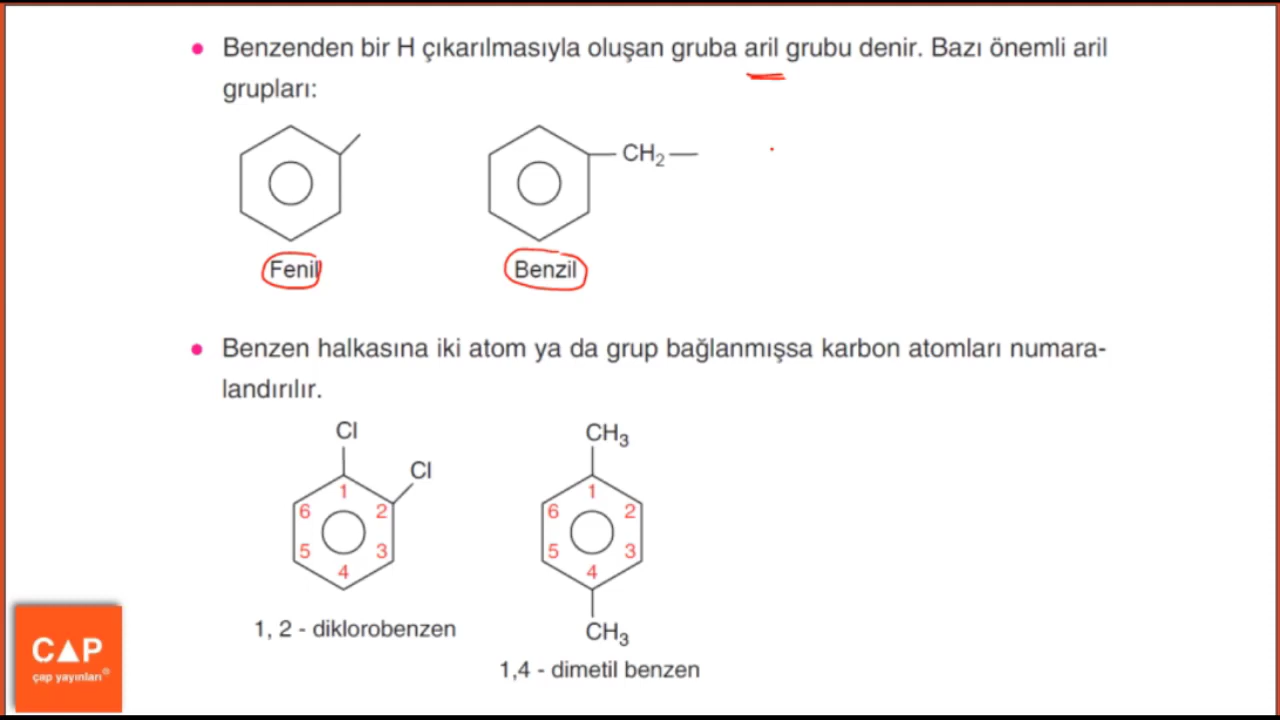 Benzenden bir H çıkarılmasıyla oluşan gruba aril grubu denir. Bazı önemli aril
grupları:
CH₂
Fenil
Benzil
Benzen halkasına iki atom ya da grup bağlanmışsa karbon atomları numara-
landırılır.
Cl
Cl
1
2
3
4
5
6
1, 2 - diklorobenzen
CH₃
1
2
3
4
5
6
CH₃
1,4 - dimetil benzen
ÇAP
çap yayınları®